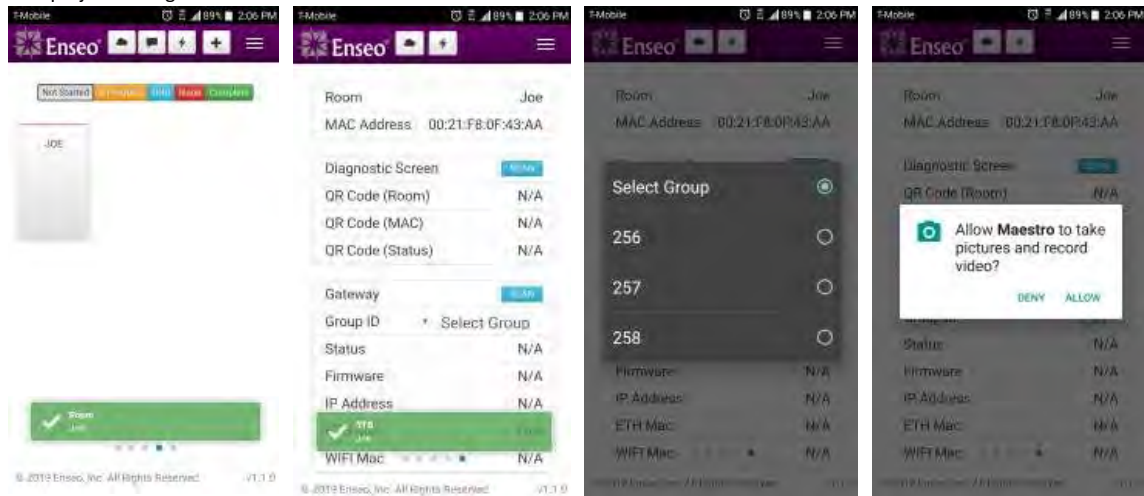 T-Mobile 89% 2:06 PM
Enseo
Not Started Complete
JOE
Room
Joe
© 2019 Enseo, Inc. All Rights Reserved v1.1.0
T-Mobile 89% 2:06 PM
Enseo
Room Joe
MAC Address 00:21:F8:0F:43:AA
Diagnostic Screen SCAN
QR Code (Room) N/A
QR Code (MAC) N/A
QR Code (Status) N/A
Gateway SCAN
Group ID Select Group
Status N/A
Firmware N/A
IP Address N/A
STB
Joe
WIFI Mac N/A
© 2019 Enseo, Inc. All Rights Reserved v1.1.0
T-Mobile 89% 2:06 PM
Enseo
Room Joe
MAC Address 00:21:F8:0F:43:AA
Select Group
256
257
258
Firmware N/A
IP Address N/A
ETH Mac N/A
WIFI Mac N/A
T-Mobile 89% 2:06 PM
Enseo
Room Joe
MAC Address 00:21:F8:0F:43:AA
Diagnostic Screen
QR Code (Room) N/A
Allow Maestro to take
pictures and record
video?
DENY ALLOW
Status N/A
Firmware N/A
IP Address N/A
ETH Mac N/A
WIFI Mac N/A